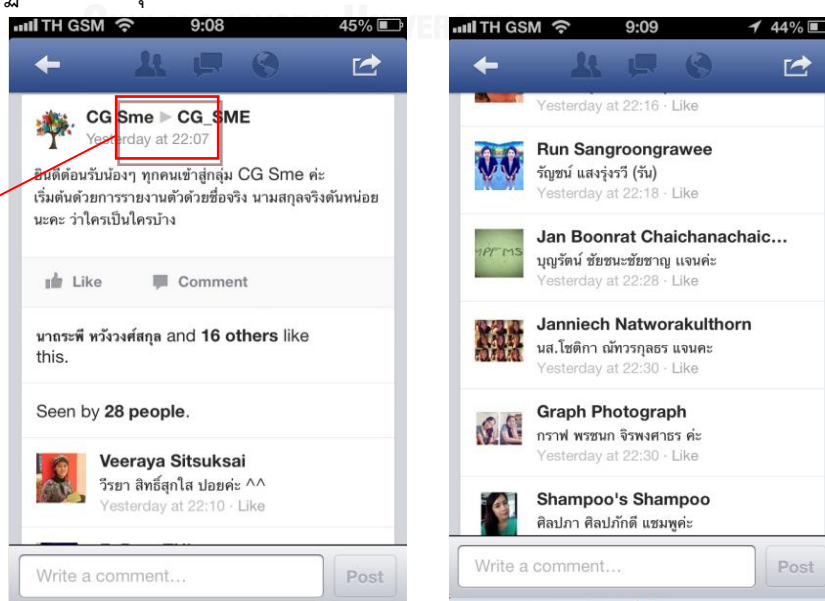 TH GSM 9:08 45%
CG Sme ▶ CG_SME
Yesterday at 22:07
ยินดีต้อนรับน้องๆ ทุกคนเข้าสู่กลุ่ม CG Sme ค่ะ
เริ่มต้นด้วยการรายงานตัวด้วยชื่อจริง นามสกุลจริงดันหน่อย
นะคะ ว่าใครเป็นใครบ้าง
Like Comment
นาถระพี หวังวงศ์สกุล and 16 others like
this.
Seen by 28 people.
Veeraya Sitsuksai
วีรยา สิทธิ์สุกใส ปอยค่ะ ^^
Yesterday at 22:10 · Like
Write a comment... Post
TH GSM 9:09 44%
Yesterday at 22:16 · Like
Run Sangroongrawee
รัญชน์ แสงรุ่งรวี (รัน)
Yesterday at 22:18 · Like
Jan Boonrat Chaichanachaic...
บุญรัตน์ ชัยชนะชัยชาญ แจนค่ะ
Yesterday at 22:28 · Like
Janniech Natworakulthorn
นส.โชติกา ณัทวรกุลธร แจนคะ
Yesterday at 22:30 · Like
Graph Photograph
กราฟ พรชนก จิรพงศาธร ค่ะ
Yesterday at 22:30 · Like
Shampoo's Shampoo
ศิลปภา ศิลปภักดี แชมพูค่ะ
Write a comment... Post